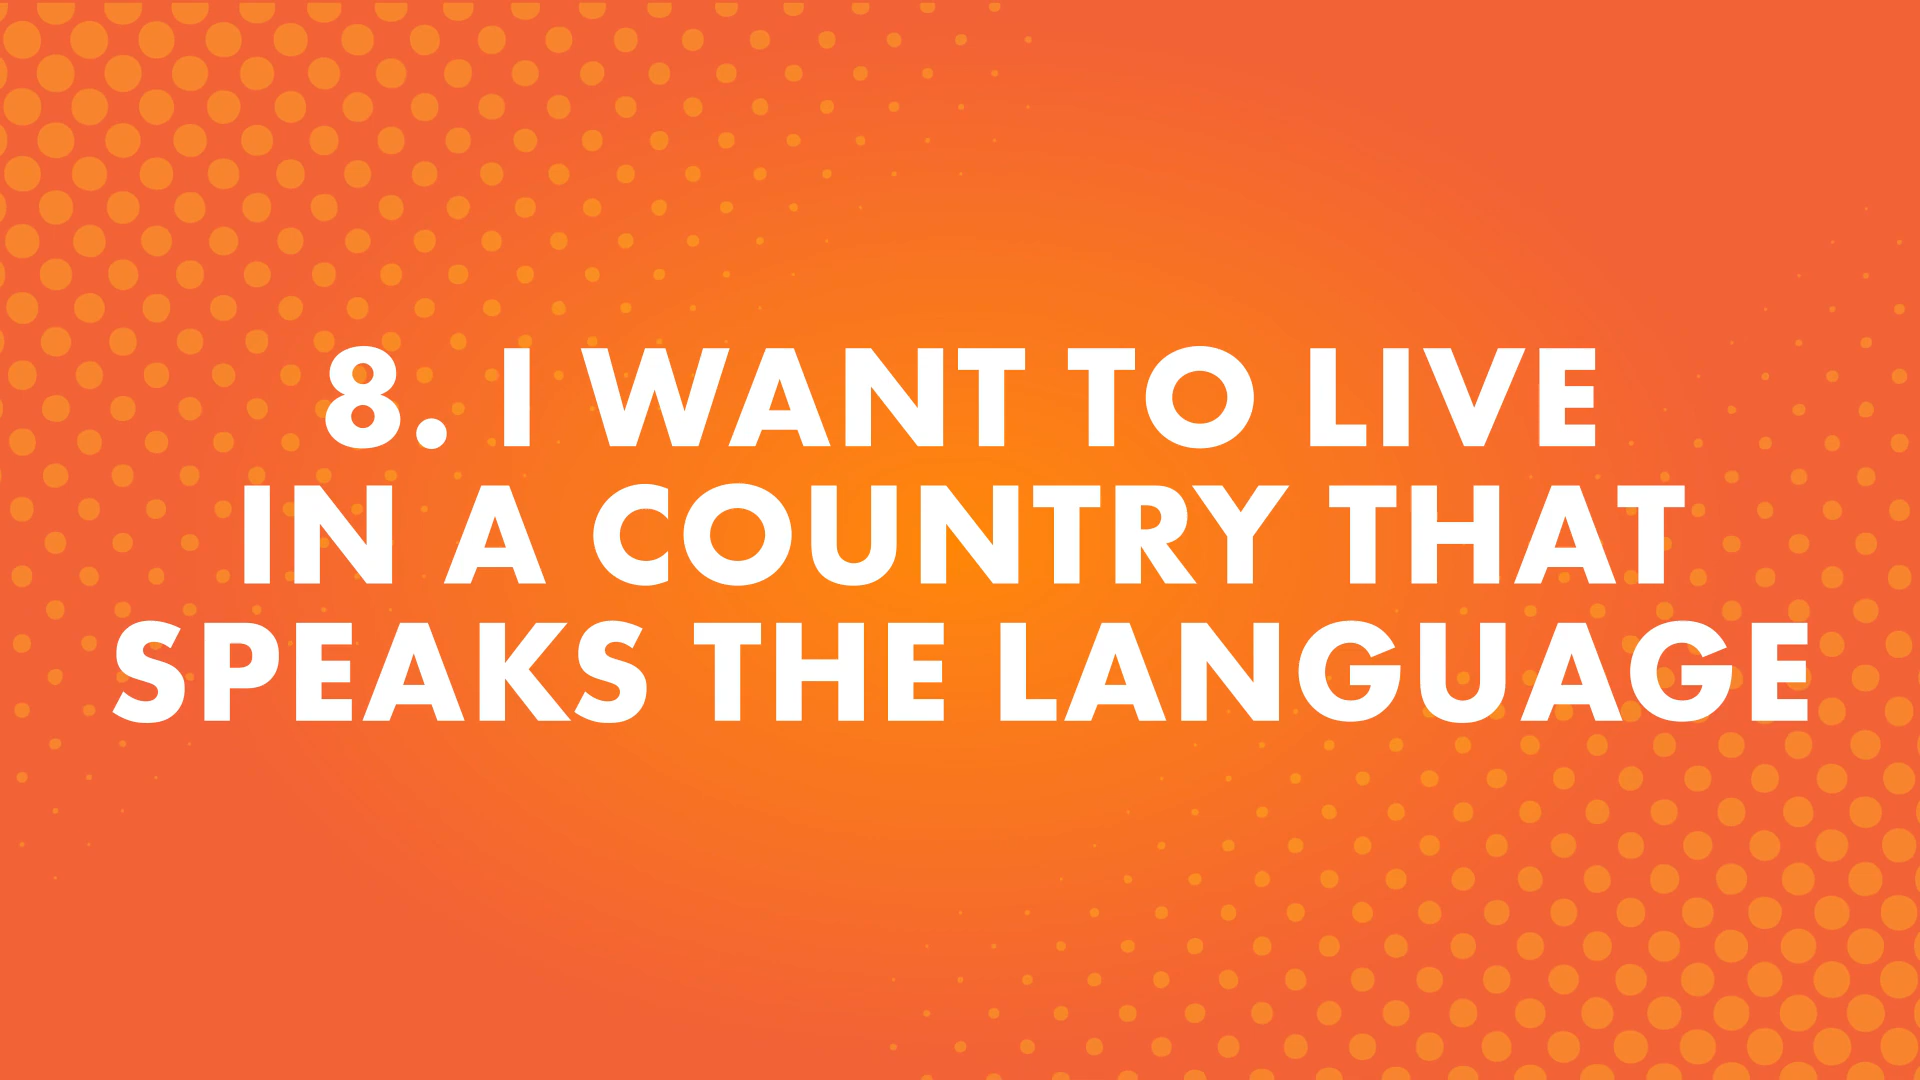 8. I WANT TO LIVE
IN A COUNTRY THAT
SPEAKS THE LANGUAGE